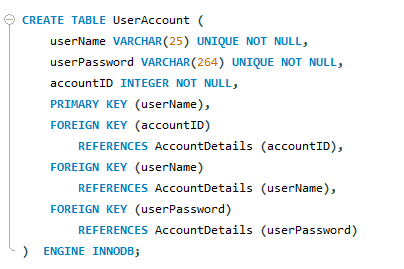 CREATE TABLE UserAccount (
userName VARCHAR(25) UNIQUE NOT NULL,
userPassword VARCHAR(264) UNIQUE NOT NULL,
accountID INTEGER NOT NULL,
PRIMARY KEY (userName),
FOREIGN KEY (accountID)
REFERENCES AccountDetails (accountID),
FOREIGN KEY (userName)
REFERENCES AccountDetails (userName),
FOREIGN KEY (userPassword)
REFERENCES AccountDetails (userPassword)
) ENGINE INNODB;